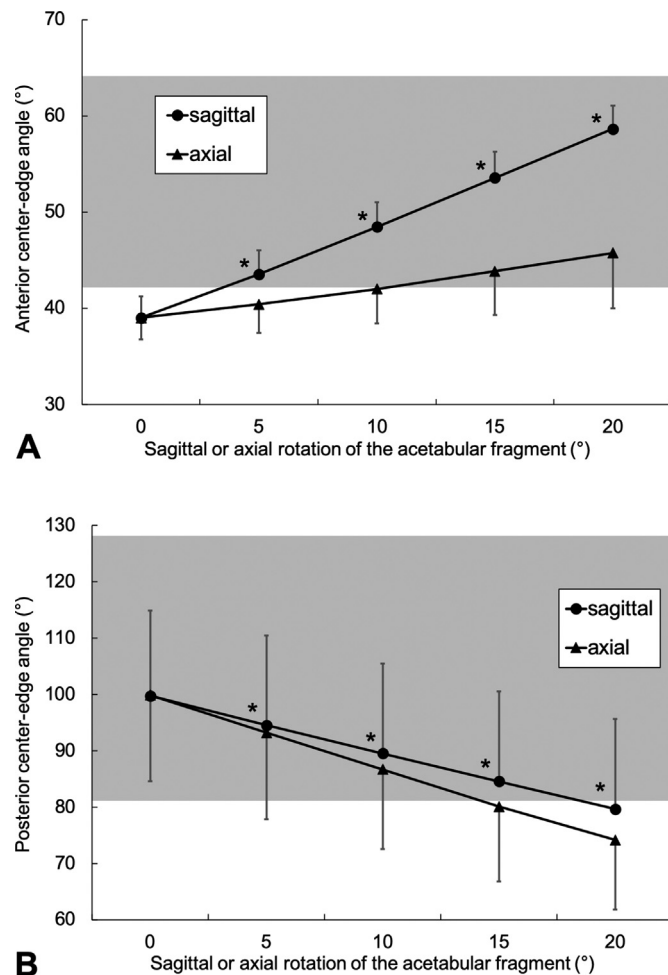 70
60
50
40
30
Anterior center-edge angle (°)
sagittal
axial
*
*
*
*
0 5 10 15 20
Sagittal or axial rotation of the acetabular fragment (°)
A
130
120
110
100
90
80
70
60
Posterior center-edge angle (°)
sagittal
axial
*
*
*
*
0 5 10 15 20
Sagittal or axial rotation of the acetabular fragment (°)
B